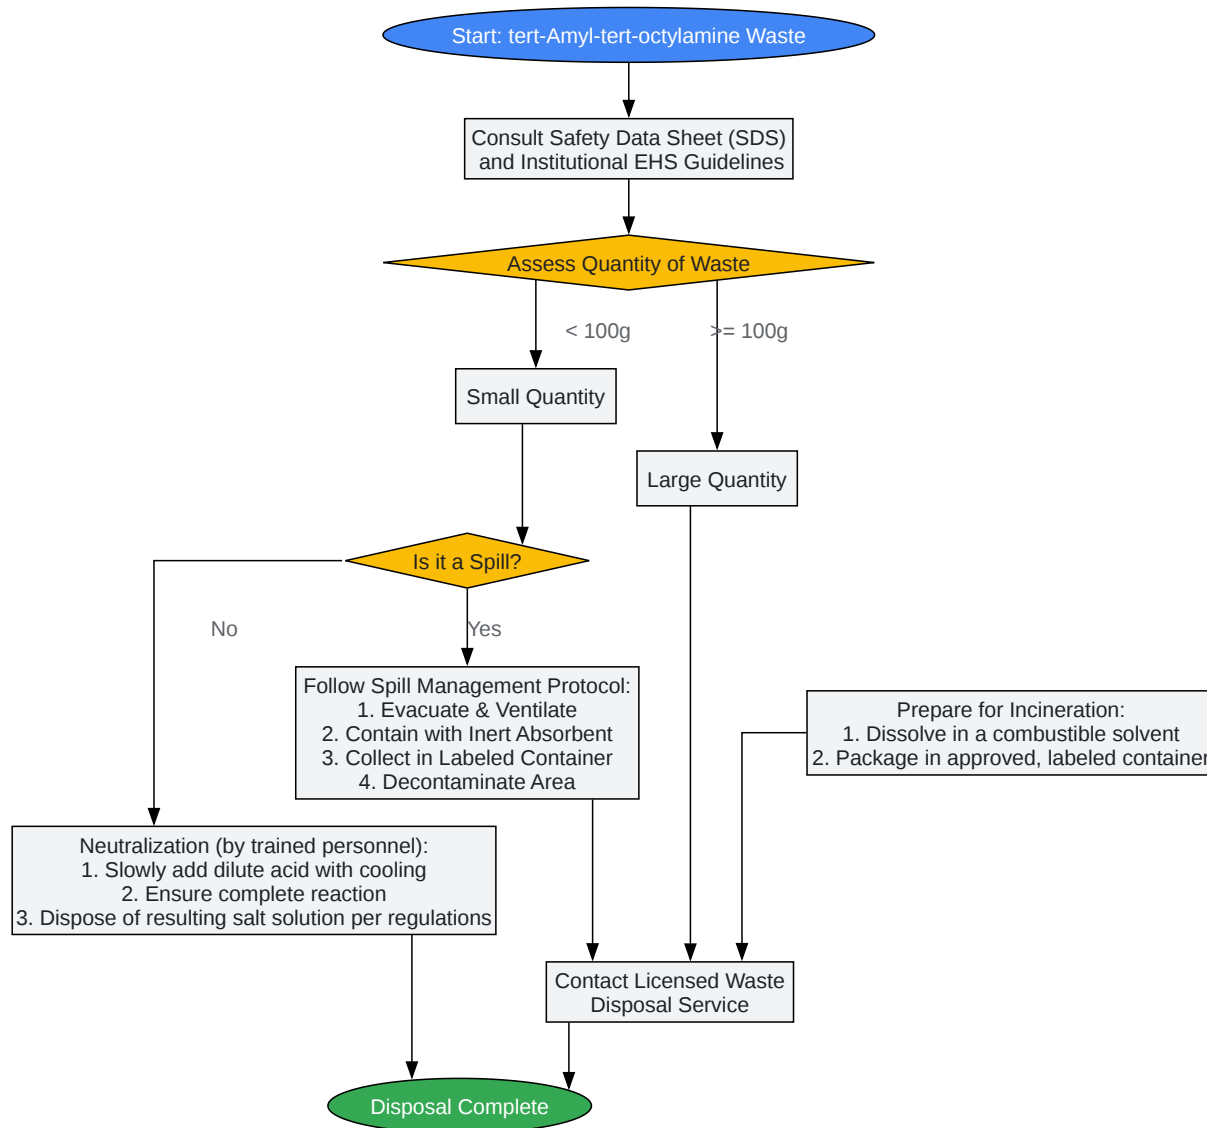 Start: tert-Amyl-tert-octylamine Waste
Consult Safety Data Sheet (SDS)
and Institutional EHS Guidelines
Assess Quantity of Waste
< 100g
>= 100g
Small Quantity
Large Quantity
Is it a Spill?
No
Yes
Follow Spill Management Protocol:
1. Evacuate & Ventilate
2. Contain with Inert Absorbent
3. Collect in Labeled Container
4. Decontaminate Area
Prepare for Incineration:
1. Dissolve in a combustible solvent
2. Package in approved, labeled container
Neutralization (by trained personnel):
1. Slowly add dilute acid with cooling
2. Ensure complete reaction
3. Dispose of resulting salt solution per regulations
Contact Licensed Waste
Disposal Service
Disposal Complete